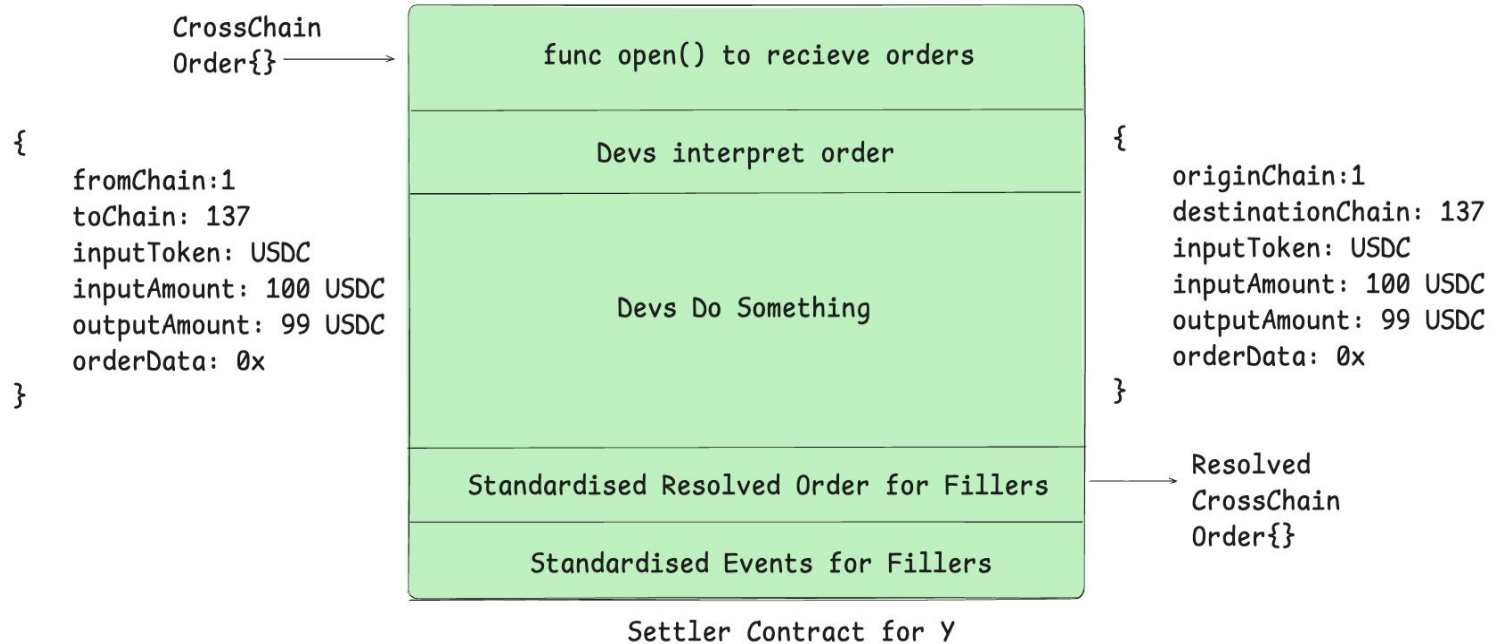 CrossChain
Order{}
{
fromChain:1
toChain: 137
inputToken: USDC
inputAmount: 100 USDC
outputAmount: 99 USDC
orderData: 0x
}
func open() to recieve orders
Devs interpret order
Devs Do Something
Standardised Resolved Order for Fillers
Standardised Events for Fillers
{
originChain:1
destinationChain: 137
inputToken: USDC
inputAmount: 100 USDC
outputAmount: 99 USDC
orderData: 0x
}
Resolved
CrossChain
Order{}
Settler Contract for Y